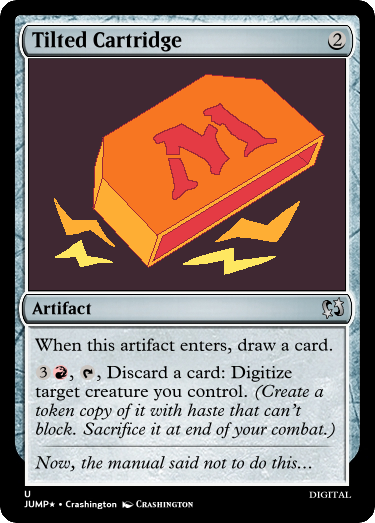 Tilted Cartridge 2
M
Artifact
When this artifact enters, draw a card.
3 , , Discard a card: Digitize
target creature you control. (Create a
token copy of it with haste that can't
block. Sacrifice it at end of your combat.)
Now, the manual said not to do this...
U DIGITAL
JUMP★ • Crashington CRASHINGTON